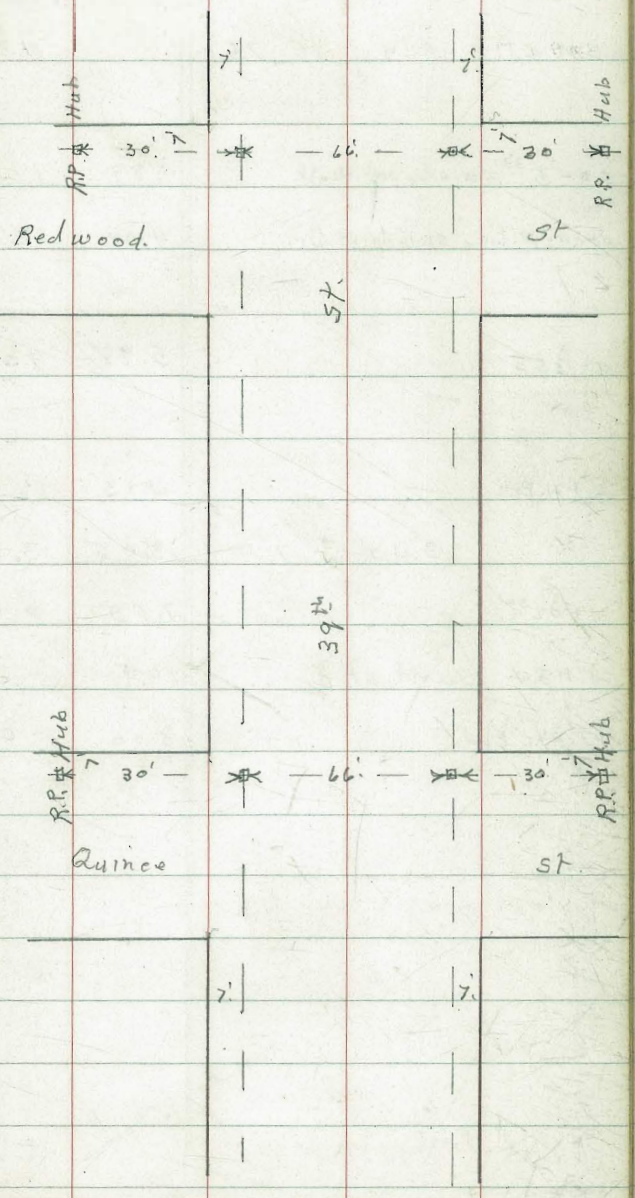 7' 7'
Hub Hub
R.P. 30' 7' 66' 7' 30' R.P.
Redwood. St
St.
39th
Hub Hub
R.P. 7' 30' 66' 30' 7' R.P.
Quince St
7' 7'